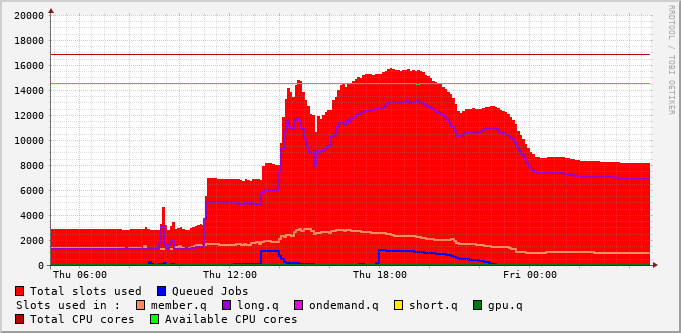 20000
18000
16000
14000
12000
10000
8000
6000
4000
2000
0
Thu 06:00 Thu 12:00 Thu 18:00 Fri 00:00
RRDTOOL / TOBI OETIKER
Total slots used Queued Jobs
Slots used in : member.q long.q ondemand.q short.q gpu.q
Total CPU cores Available CPU cores